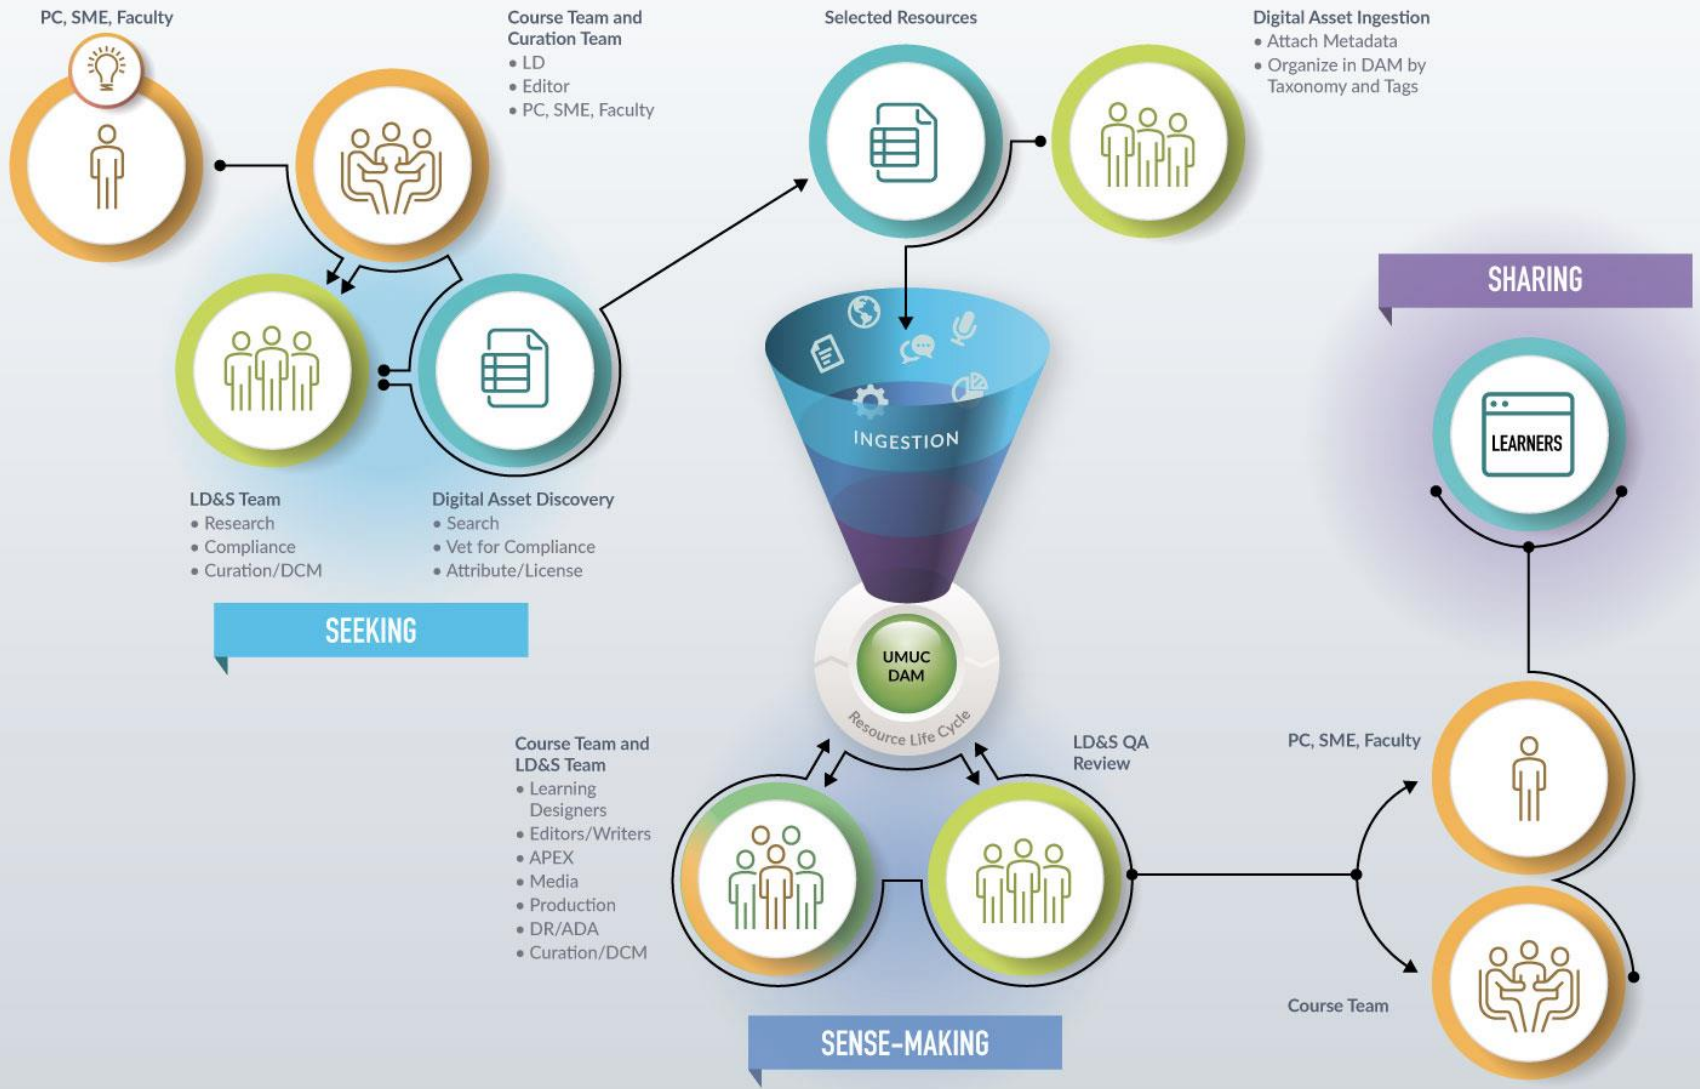 PC, SME, Faculty
Course Team and
Curation Team
• LD
• Editor
• PC, SME, Faculty
Selected Resources
Digital Asset Ingestion
• Attach Metadata
• Organize in DAM by
Taxonomy and Tags
LD&S Team
• Research
• Compliance
• Curation/DCM
Digital Asset Discovery
• Search
• Vet for Compliance
• Attribute/License
SEEKING
INGESTION
UMUC
DAM
Resource Life Cycle
SHARING
LEARNERS
Course Team and
LD&S Team
• Learning
Designers
• Editors/Writers
• APEX
• Media
• Production
• DR/ADA
• Curation/DCM
LD&S QA
Review
SENSE-MAKING
PC, SME, Faculty
Course Team